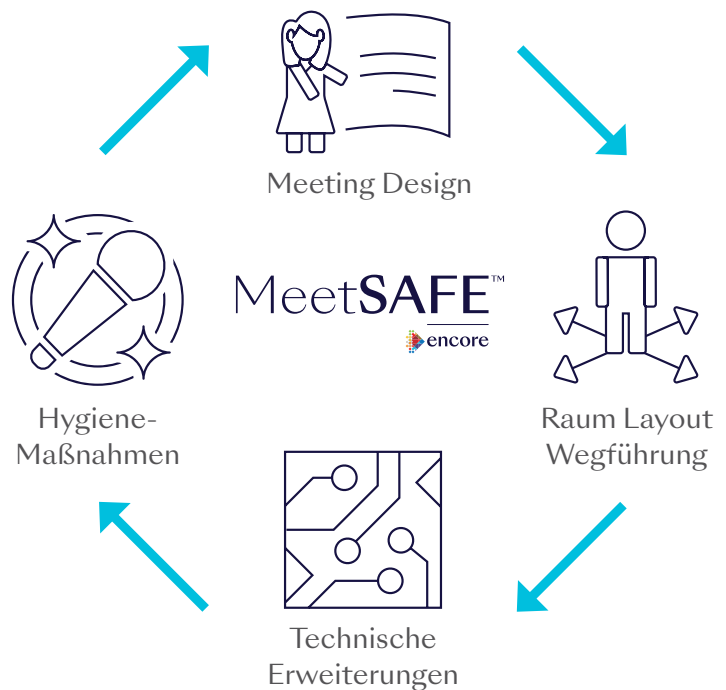 Meeting Design
MeetSAFE™
encore
Hygiene-
Maßnahmen
Raum Layout
Wegführung
Technische
Erweiterungen